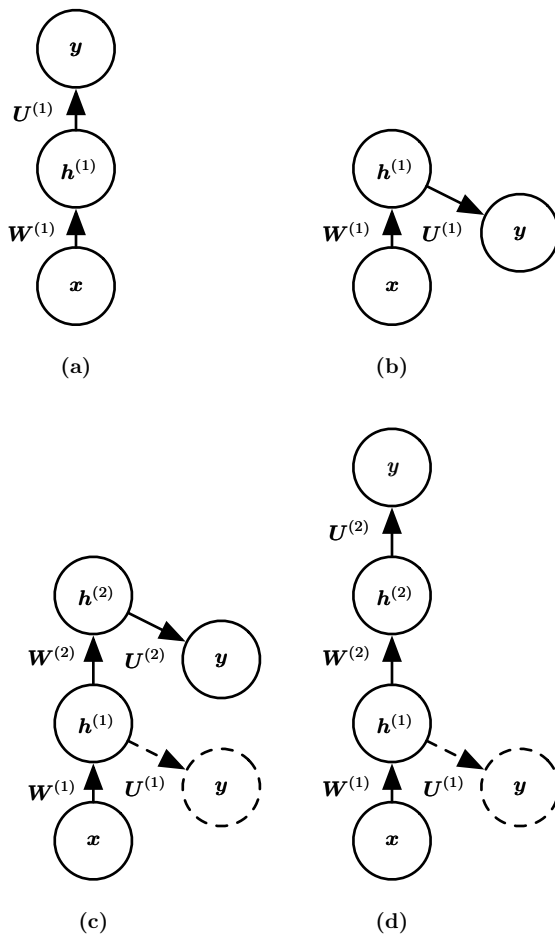 y
U(1)
h(1)
W(1)
x
(a)
h(1)
W(1)
U(1)
y
x
(b)
h(2)
W(2)
U(2)
y
h(1)
W(1)
U(1)
y
x
(c)
y
U(2)
h(2)
W(2)
h(1)
W(1)
U(1)
y
x
(d)